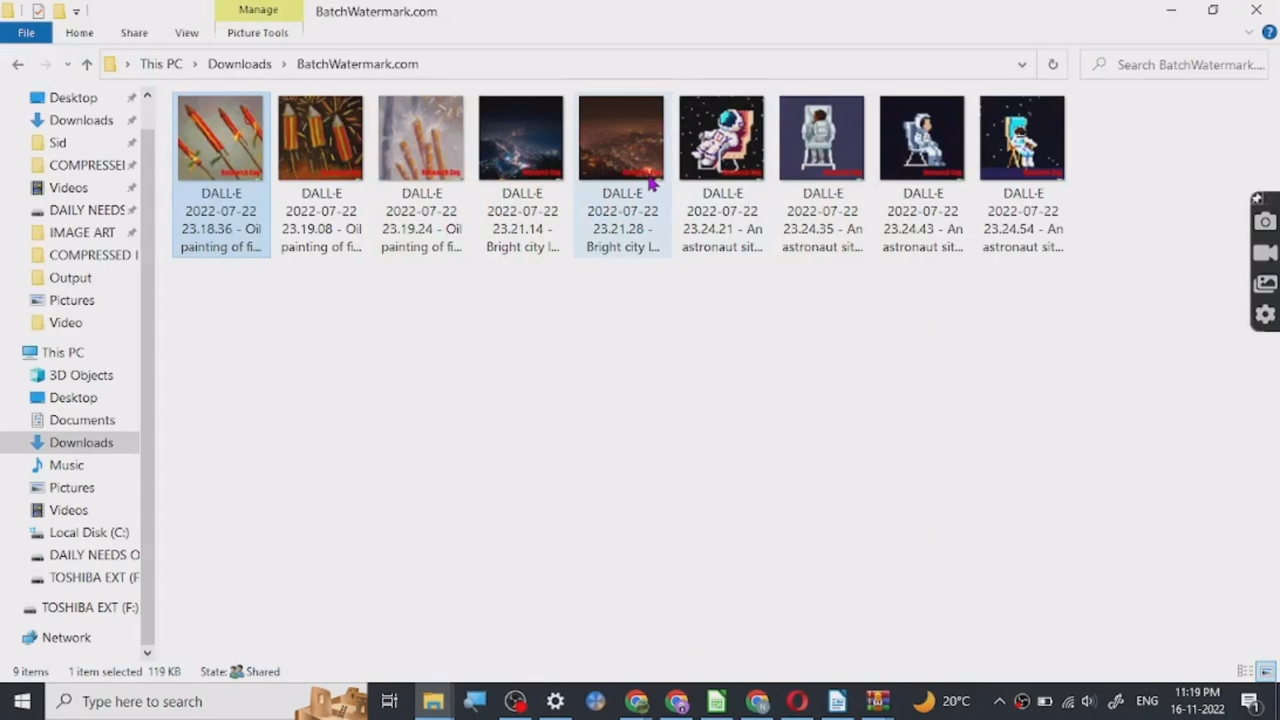 Manage
BatchWatermark.com
File
Home
Share
View
Picture Tools
This PC
Downloads
BatchWatermark.com
Search BatchWatermark....
Desktop
Downloads
Sid
COMPRESSEI
Videos
DAILY NEEDS
IMAGE ART
COMPRESSED I
Output
Pictures
Video
This PC
3D Objects
Desktop
Documents
Downloads
Music
Pictures
Videos
Local Disk (C:)
DAILY NEEDS O
TOSHIBA EXT (F
TOSHIBA EXT (F:)
Network
DALL·E
2022-07-22
23.18.36 - Oil
painting of fi...
DALL·E
2022-07-22
23.19.08 - Oil
painting of fi...
DALL·E
2022-07-22
23.19.24 - Oil
painting of fi...
DALL·E
2022-07-22
23.21.14 -
Bright city l...
DALL·E
2022-07-22
23.21.28 -
Bright city l...
DALL·E
2022-07-22
23.24.21 - An
astronaut sit...
DALL·E
2022-07-22
23.24.35 - An
astronaut sit...
DALL·E
2022-07-22
23.24.43 - An
astronaut sit...
DALL·E
2022-07-22
23.24.54 - An
astronaut sit...
9 items
1 item selected 119 KB
State: Shared
Type here to search
20°C
ENG
11:19 PM
16-11-2022